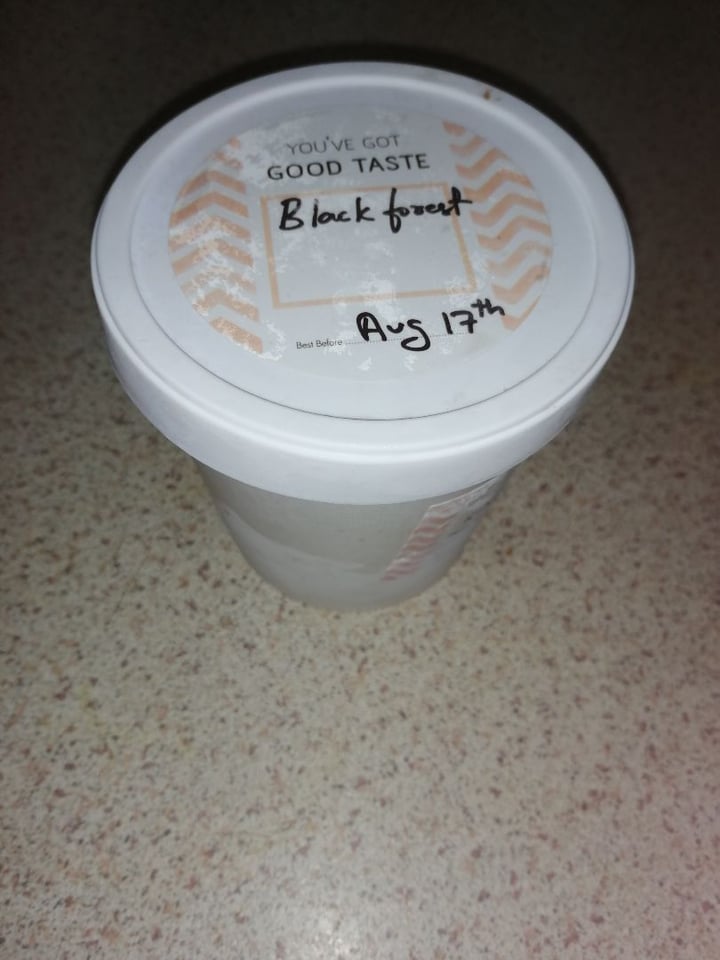 YOU'VE GOT
GOOD TASTE
Black forest
Best Before ........ Aug 17th